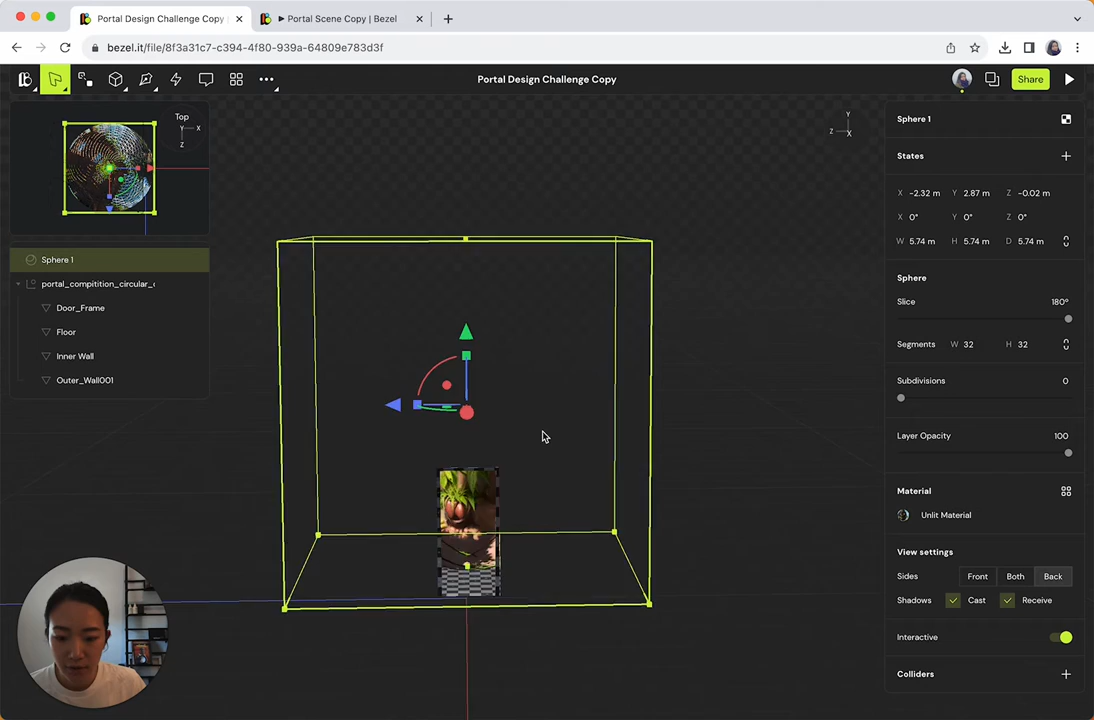 Portal Design Challenge Copy
Portal Scene Copy | Bezel
bezel.it/file/8f3a31c7-c394-4f80-939a-64809e783d3f
Portal Design Challenge Copy
Share
Top
Y X
Z
Y
Z X
Sphere 1
portal_compitition_circular_
Door_Frame
Floor
Inner Wall
Outer_Wall001
Sphere 1
States
X -2.32 m Y 2.87 m Z -0.02 m
X 0° Y 0° Z 0°
W 5.74 m H 5.74 m D 5.74 m
Sphere
Slice 180°
Segments W 32 H 32
Subdivisions 0
Layer Opacity 100
Material
Unlit Material
View settings
Sides Front Both Back
Shadows Cast Receive
Interactive
Colliders